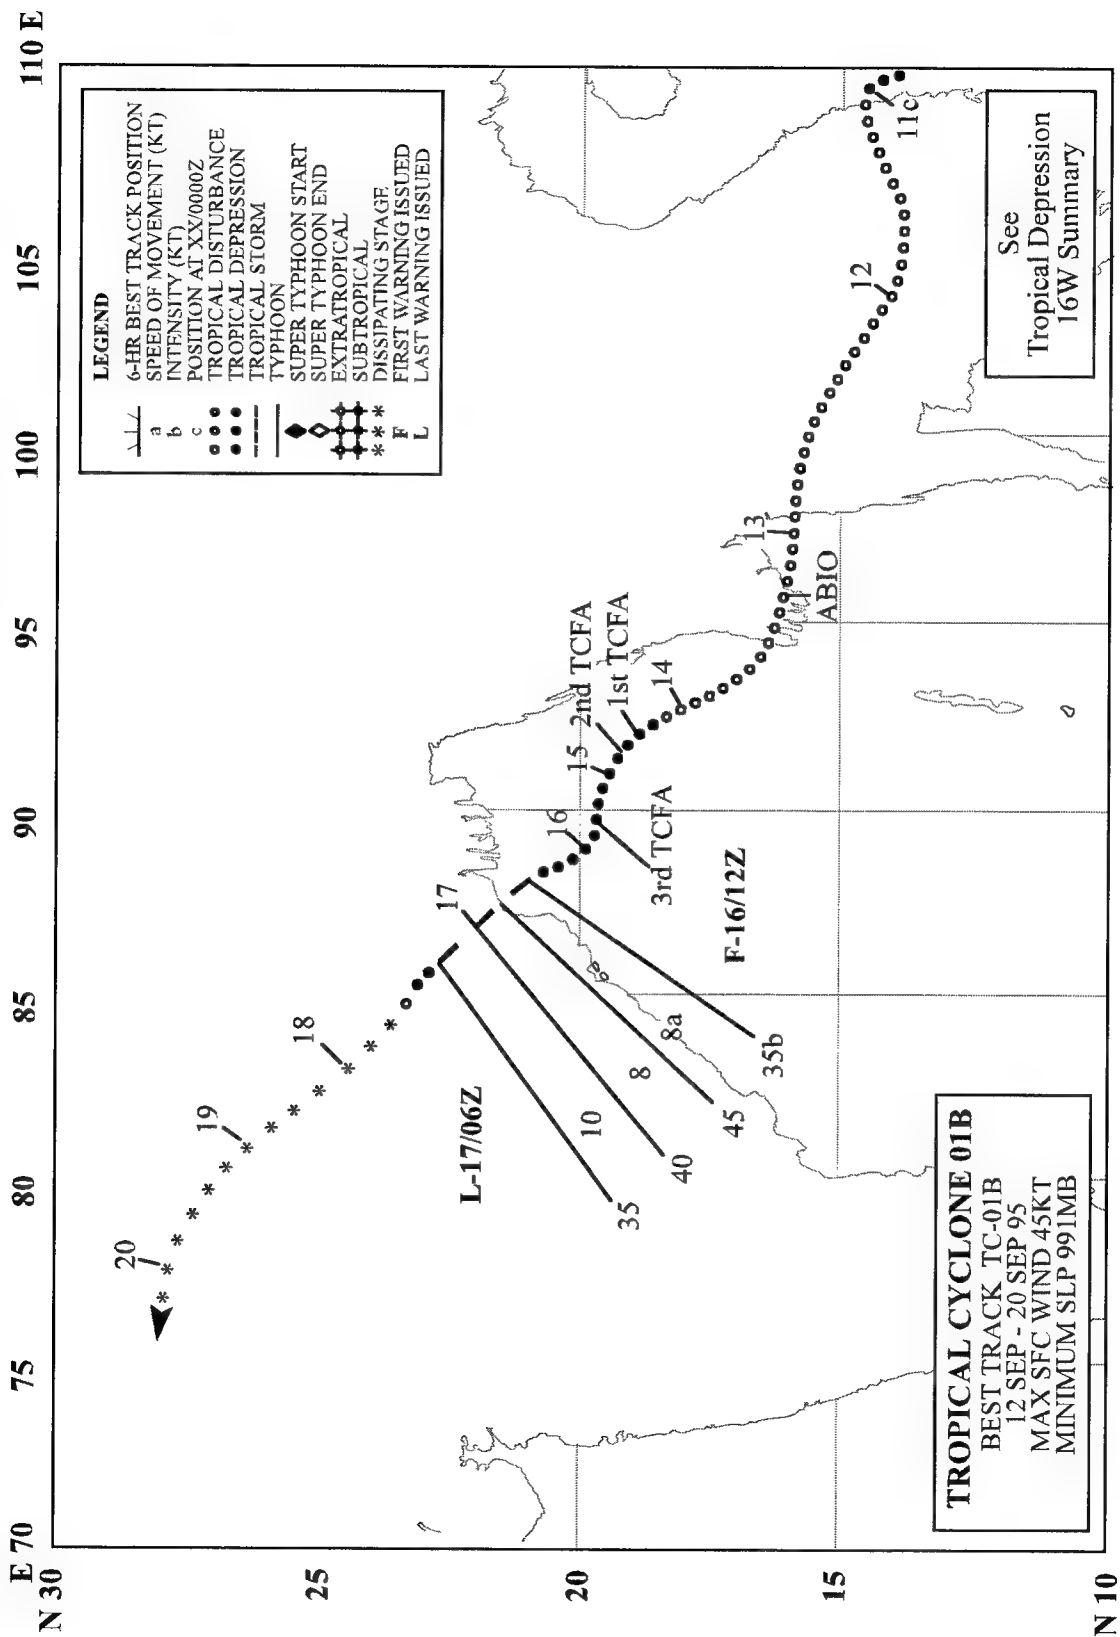 E 70
75
80
85
90
95
100
105
110 E
N 30
25
20
15
N 10
LEGEND
6-HR BEST TRACK POSITION
a SPEED OF MOVEMENT (KT)
b INTENSITY (KT)
c POSITION AT XX/0000Z
TROPICAL DISTURBANCE
TROPICAL DEPRESSION
TROPICAL STORM
TYPHOON
SUPER TYPHOON START
SUPER TYPHOON END
EXTRATROPICAL
SUBTROPICAL
*** DISSIPATING STAGE
F FIRST WARNING ISSUED
L LAST WARNING ISSUED
20
19
18
17
16
15
2nd TCFA
1st TCFA
14
13
12
11c
ABIO
3rd TCFA
L-17/06Z
F-16/12Z
35
10
40
8
45
8a
35b
See
Tropical Depression
16W Summary
TROPICAL CYCLONE 01B
BEST TRACK TC-01B
12 SEP - 20 SEP 95
MAX SFC WIND 45KT
MINIMUM SLP 991MB